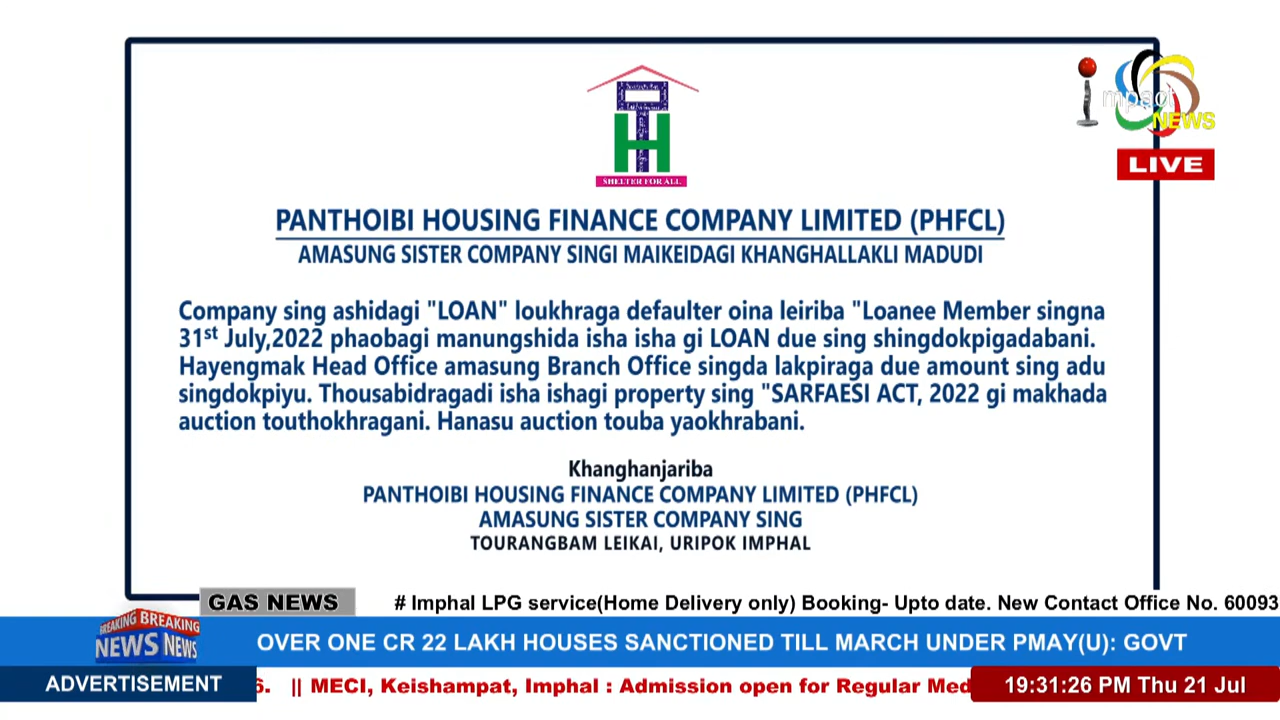 impact
NEWS
LIVE
SHELTER FOR ALL
PANTHOIBI HOUSING FINANCE COMPANY LIMITED (PHFCL)
AMASUNG SISTER COMPANY SINGI MAIKEIDAGI KHANGHALLAKLI MADUDI
Company sing ashidagi "LOAN" loukhraga defaulter oina leiriba "Loanee Member singna
31st July,2022 phaobagi manungshida isha isha gi LOAN due sing shingdokpigadabani.
Hayengmak Head Office amasung Branch Office singda lakpiraga due amount sing adu
singdokpiyu. Thousabidragadi isha ishagi property sing "SARFAESI ACT, 2022 gi makhada
auction touthokhragani. Hanasu auction touba yaokhrabani.
Khanghanjariba
PANTHOIBI HOUSING FINANCE COMPANY LIMITED (PHFCL)
AMASUNG SISTER COMPANY SING
TOURANGBAM LEIKAI, URIPOK IMPHAL
GAS NEWS # Imphal LPG service(Home Delivery only) Booking- Upto date. New Contact Office No. 60093
BREAKING BREAKING
NEWS NEWS
OVER ONE CR 22 LAKH HOUSES SANCTIONED TILL MARCH UNDER PMAY(U): GOVT
ADVERTISEMENT 6. || MECI, Keishampat, Imphal : Admission open for Regular Med 19:31:26 PM Thu 21 Jul